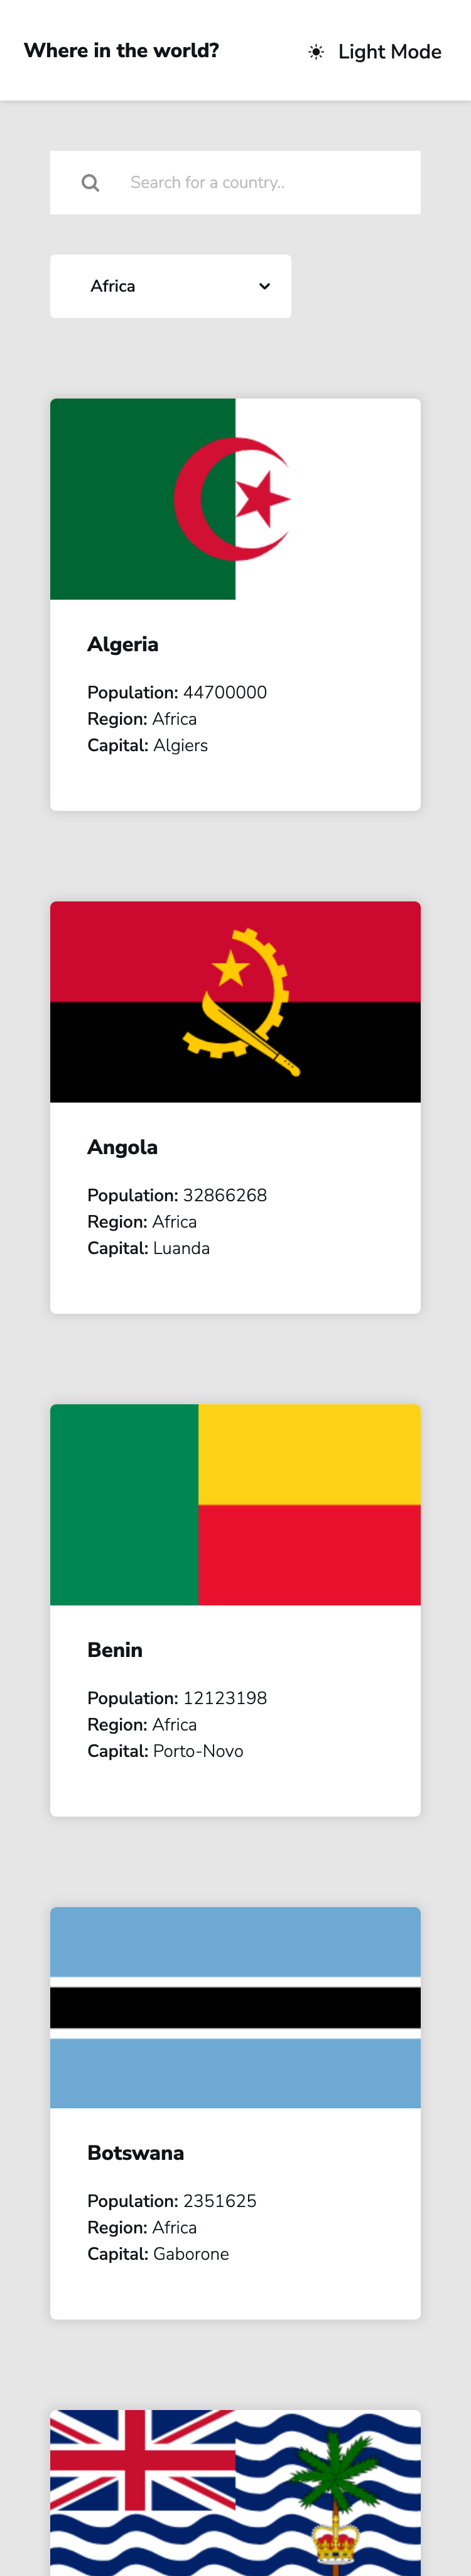 Where in the world?
Light Mode
Search for a country..
Africa
Algeria
Population: 44700000
Region: Africa
Capital: Algiers
Angola
Population: 32866268
Region: Africa
Capital: Luanda
Benin
Population: 12123198
Region: Africa
Capital: Porto-Novo
Botswana
Population: 2351625
Region: Africa
Capital: Gaborone